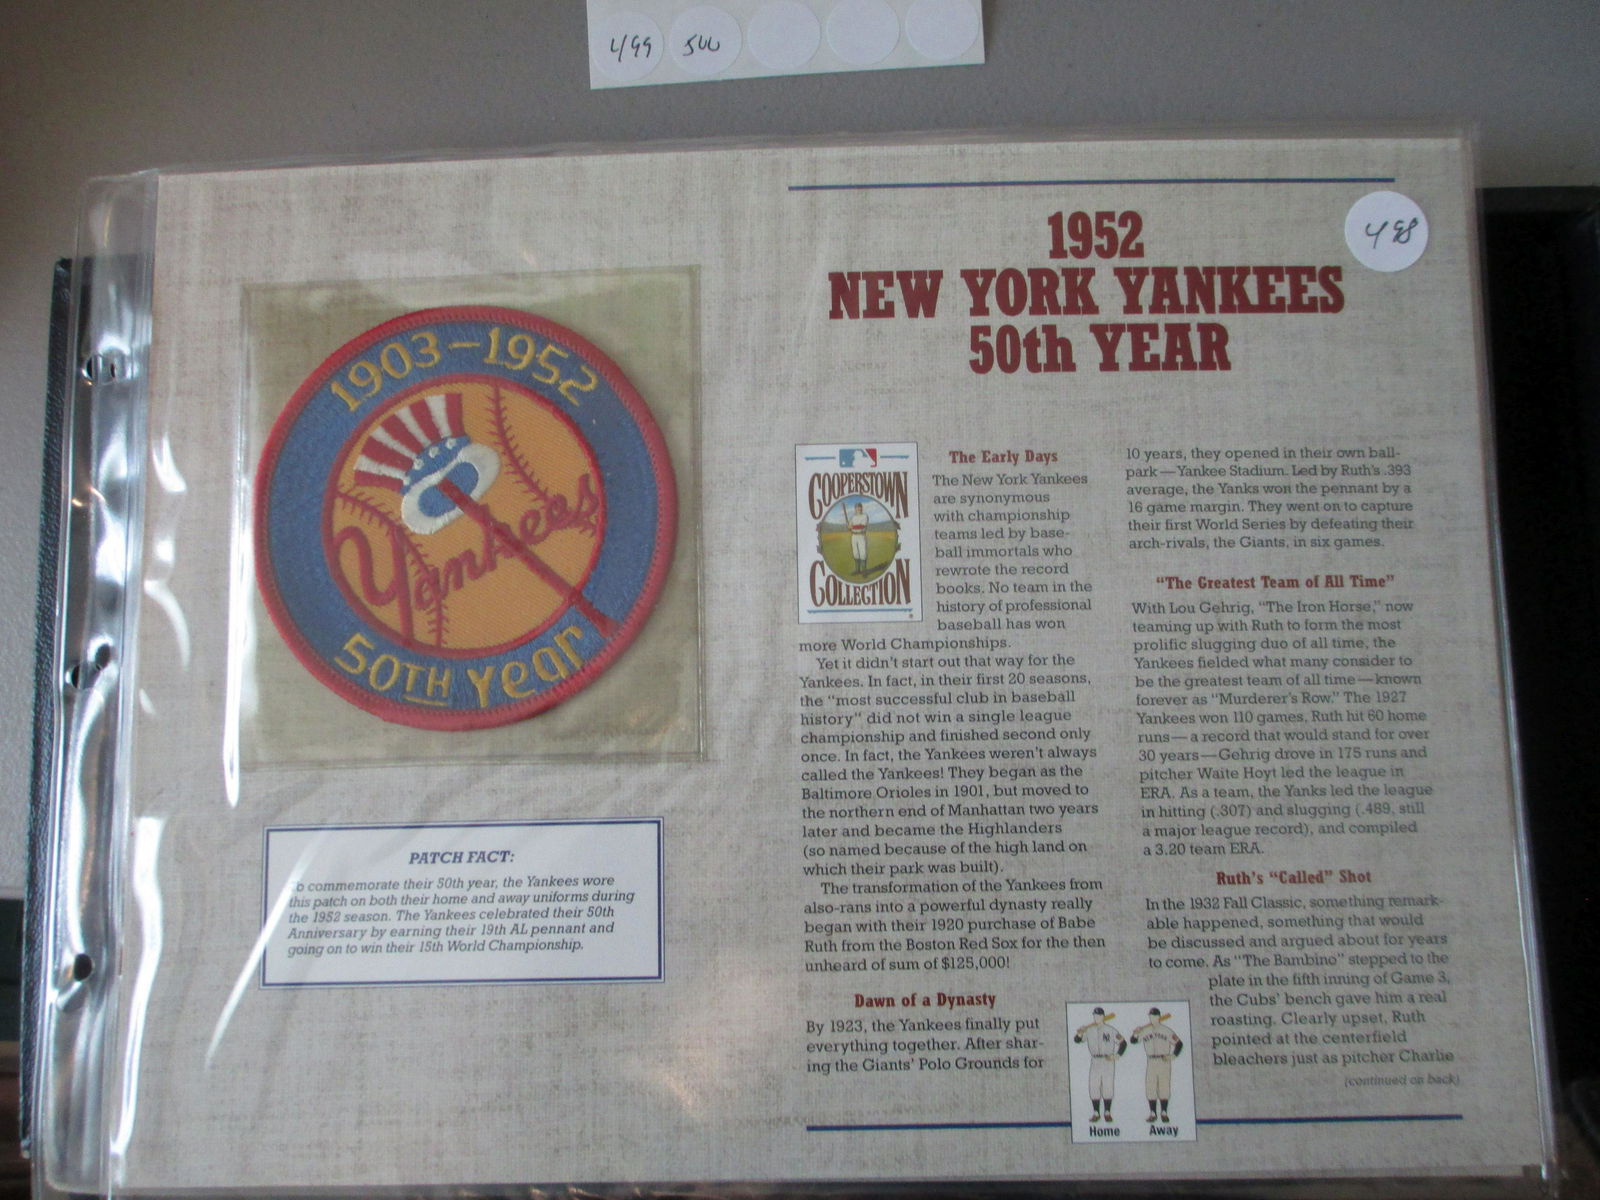 499 500
498
1903–1952
Yankees
50TH Year
PATCH FACT:
o commemorate their 50th year, the Yankees wore
this patch on both their home and away uniforms during
the 1952 season. The Yankees celebrated their 50th
Anniversary by earning their 19th AL pennant and
going on to win their 15th World Championship.
1952
NEW YORK YANKEES
50th YEAR
COOPERSTOWN
COLLECTION
The Early Days
The New York Yankees
are synonymous
with championship
teams led by base-
ball immortals who
rewrote the record
books. No team in the
history of professional
baseball has won
more World Championships.
Yet it didn't start out that way for the
Yankees. In fact, in their first 20 seasons,
the "most successful club in baseball
history" did not win a single league
championship and finished second only
once. In fact, the Yankees weren't always
called the Yankees! They began as the
Baltimore Orioles in 1901, but moved to
the northern end of Manhattan two years
later and became the Highlanders
(so named because of the high land on
which their park was built).
The transformation of the Yankees from
also-rans into a powerful dynasty really
began with their 1920 purchase of Babe
Ruth from the Boston Red Sox for the then
unheard of sum of $125,000!
Dawn of a Dynasty
By 1923, the Yankees finally put
everything together. After shar-
ing the Giants' Polo Grounds for
10 years, they opened in their own ball-
park — Yankee Stadium. Led by Ruth's .393
average, the Yanks won the pennant by a
16 game margin. They went on to capture
their first World Series by defeating their
arch-rivals, the Giants, in six games.
"The Greatest Team of All Time"
With Lou Gehrig, "The Iron Horse," now
teaming up with Ruth to form the most
prolific slugging duo of all time, the
Yankees fielded what many consider to
be the greatest team of all time — known
forever as "Murderer's Row." The 1927
Yankees won 110 games, Ruth hit 60 home
runs — a record that would stand for over
30 years — Gehrig drove in 175 runs and
pitcher Waite Hoyt led the league in
ERA. As a team, the Yanks led the league
in hitting (.307) and slugging (.489, still
a major league record), and compiled
a 3.20 team ERA.
Ruth's "Called" Shot
In the 1932 Fall Classic, something remark-
able happened, something that would
be discussed and argued about for years
to come. As "The Bambino" stepped to the
plate in the fifth inning of Game 3,
the Cubs' bench gave him a real
roasting. Clearly upset, Ruth
pointed at the centerfield
bleachers just as pitcher Charlie
(continued on back)
Home Away